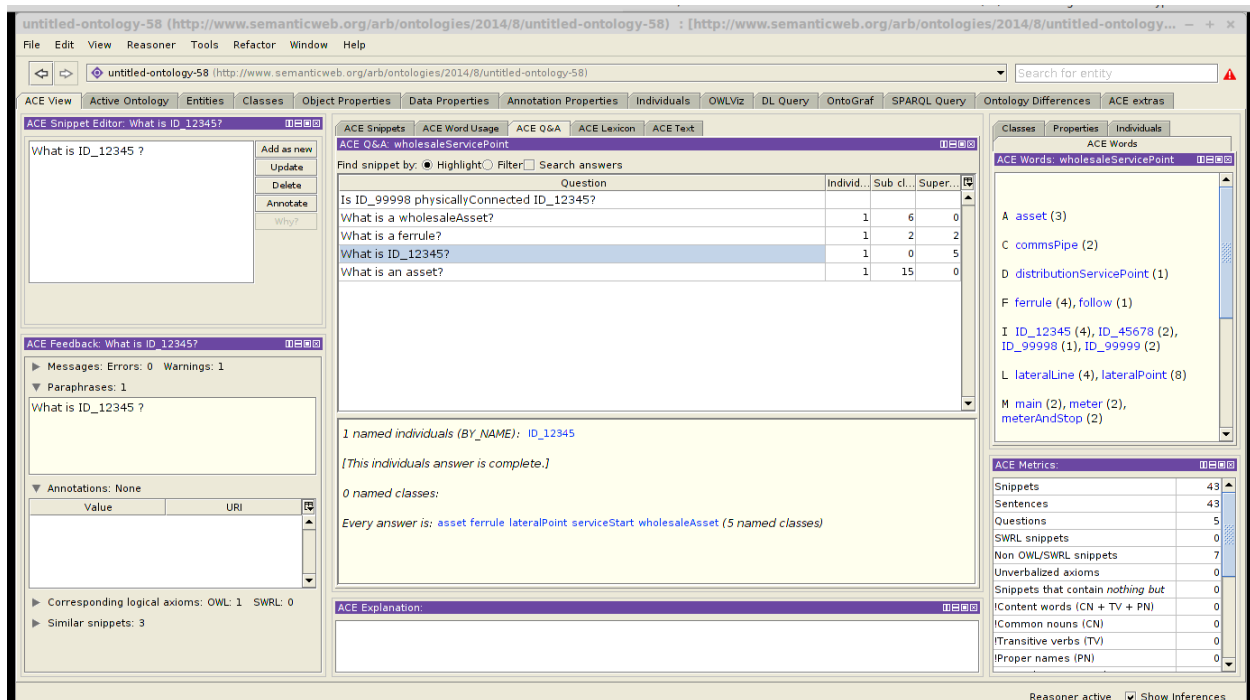 untitled-ontology-58 (http://www.semanticweb.org/arb/ontologies/2014/8/untitled-ontology-58) : [http://www.semanticweb.org/arb/ontologies/2014/8/untitled-ontology...
File Edit View Reasoner Tools Refactor Window Help
untitled-ontology-58 (http://www.semanticweb.org/arb/ontologies/2014/8/untitled-ontology-58)
Search for entity
ACE View Active Ontology Entities Classes Object Properties Data Properties Annotation Properties Individuals OWLViz DL Query OntoGraf SPARQL Query Ontology Differences ACE extras
ACE Snippet Editor: What is ID_12345?
What is ID_12345 ?
Add as new
Update
Delete
Annotate
Why?
ACE Feedback: What is ID_12345?
Messages: Errors: 0 Warnings: 1
Paraphrases: 1
What is ID_12345 ?
Annotations: None
Value URI
Corresponding logical axioms: OWL: 1 SWRL: 0
Similar snippets: 3
ACE Snippets ACE Word Usage ACE Q&A ACE Lexicon ACE Text
ACE Q&A: wholesaleServicePoint
Find snippet by: Highlight Filter Search answers
Question Individ... Sub cl... Super...
Is ID_99998 physicallyConnected ID_12345?
What is a wholesaleAsset? 1 6 0
What is a ferrule? 1 2 2
What is ID_12345? 1 0 5
What is an asset? 1 15 0
1 named individuals (BY_NAME): ID_12345
[This individuals answer is complete.]
0 named classes:
Every answer is: asset ferrule lateralPoint serviceStart wholesaleAsset (5 named classes)
ACE Explanation:
Classes Properties Individuals
ACE Words
ACE Words: wholesaleServicePoint
A asset (3)
C commsPipe (2)
D distributionServicePoint (1)
F ferrule (4), follow (1)
I ID_12345 (4), ID_45678 (2),
ID_99998 (1), ID_99999 (2)
L lateralLine (4), lateralPoint (8)
M main (2), meter (2),
meterAndStop (2)
ACE Metrics:
Snippets 43
Sentences 43
Questions 5
SWRL snippets 0
Non OWL/SWRL snippets 7
Unverbalized axioms 0
Snippets that contain nothing but 0
!Content words (CN + TV + PN) 0
!Common nouns (CN) 0
!Transitive verbs (TV) 0
!Proper names (PN) 0
Reasoner active Show Inferences